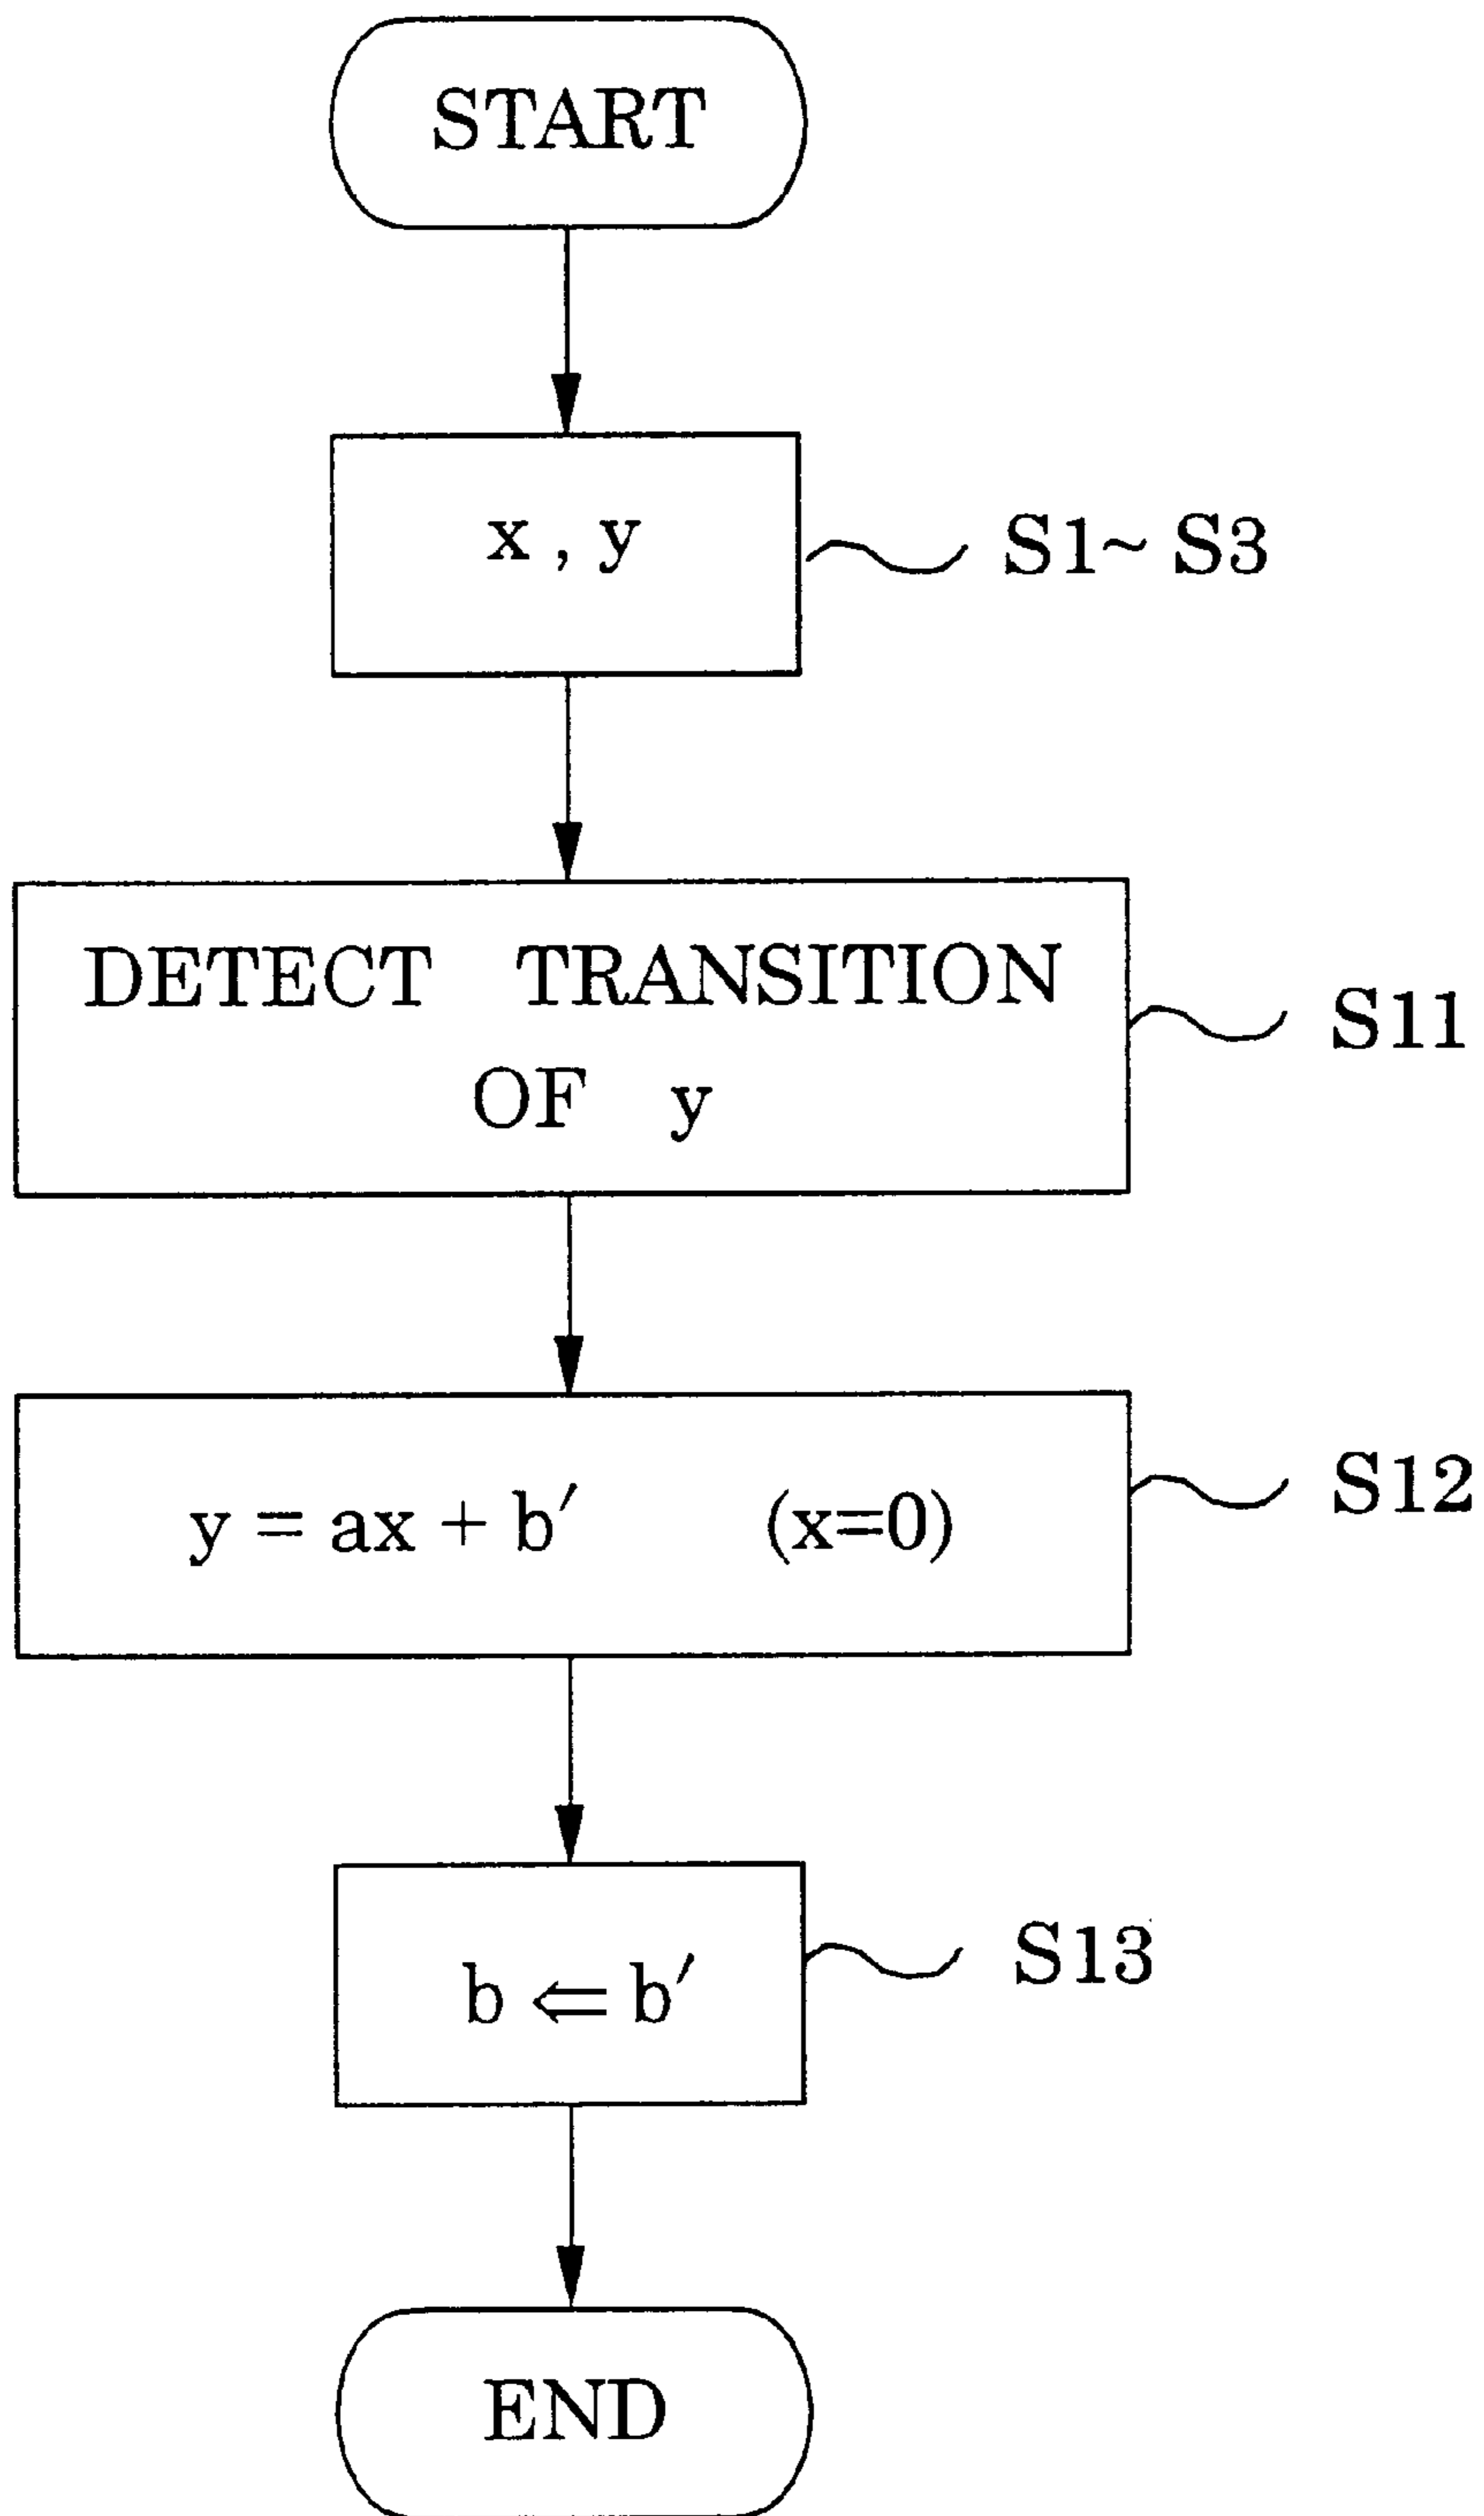 START
x , y
S1~ S3
DETECT TRANSITION
OF y
S11
y = ax + b′ (x=0)
S12
b ⇐ b′
S13
END